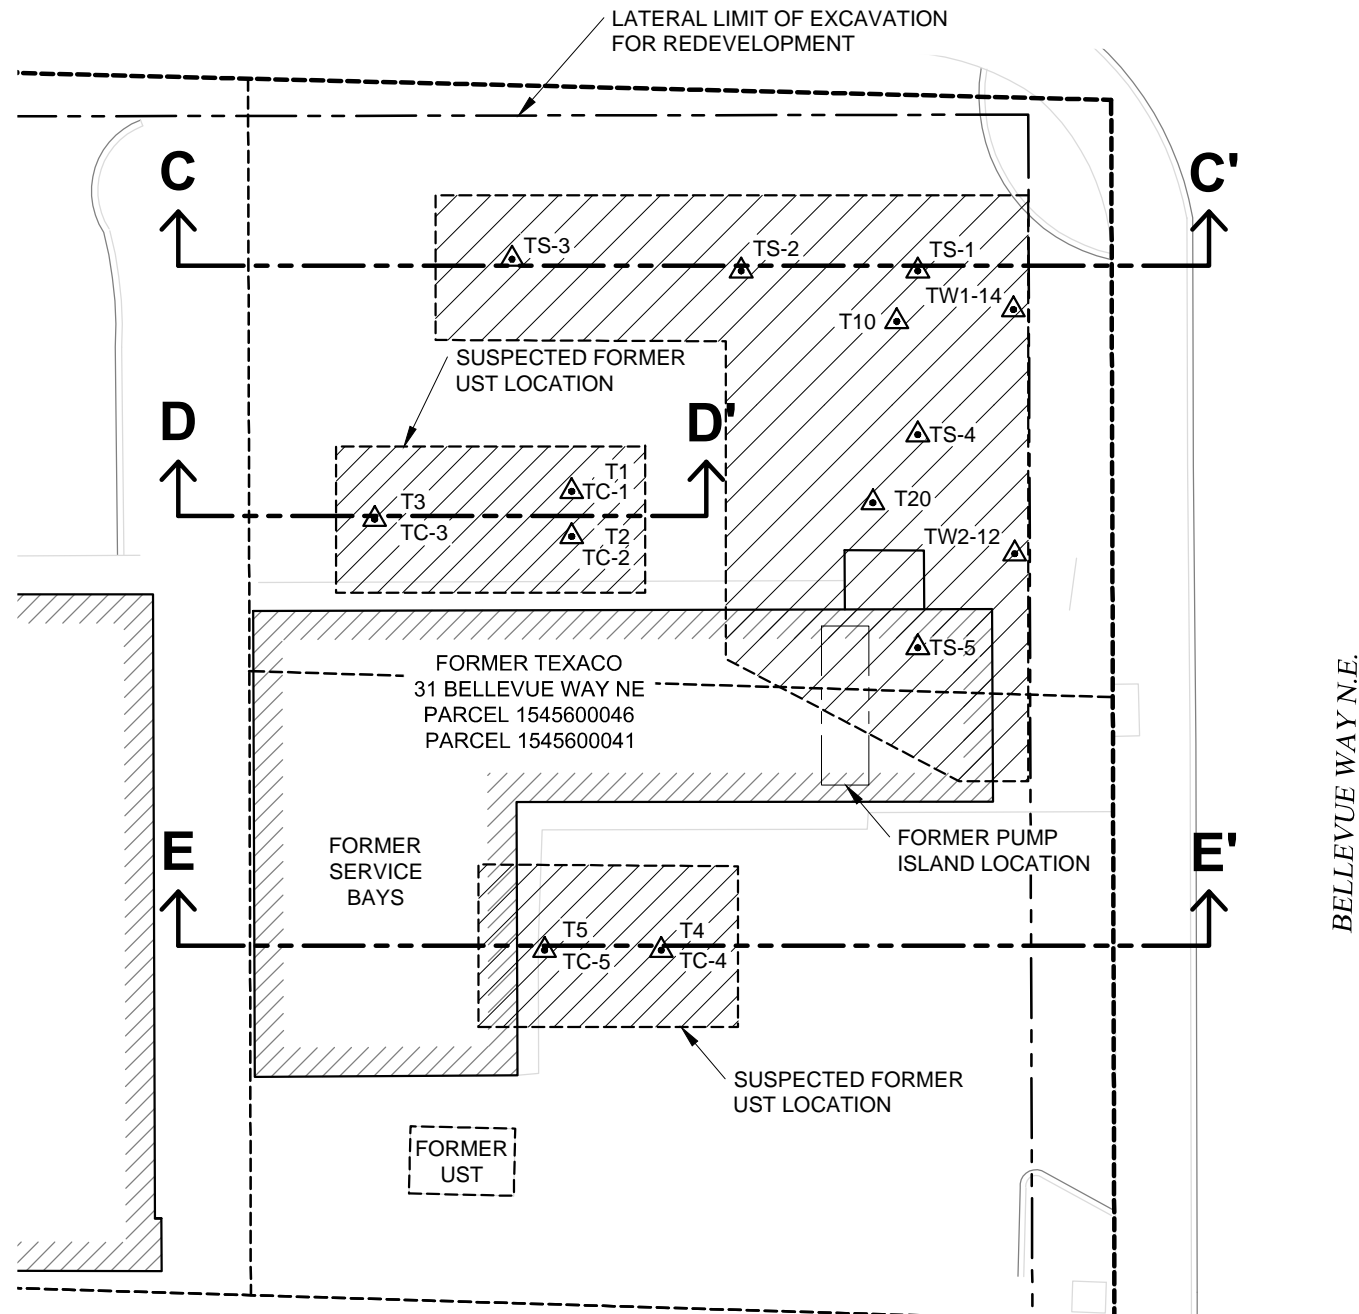 LATERAL LIMIT OF EXCAVATION
FOR REDEVELOPMENT
C
C'
TS-3
TS-2
TS-1
TW1-14
T10
SUSPECTED FORMER
UST LOCATION
D
D'
TS-4
T1
TC-1
T3
TC-3
T20
T2
TC-2
TW2-12
TS-5
FORMER TEXACO
31 BELLEVUE WAY NE
PARCEL 1545600046
PARCEL 1545600041
BELLEVUE WAY N.E.
E
E'
FORMER
SERVICE
BAYS
FORMER PUMP
ISLAND LOCATION
T5
TC-5
T4
TC-4
SUSPECTED FORMER
UST LOCATION
FORMER
UST